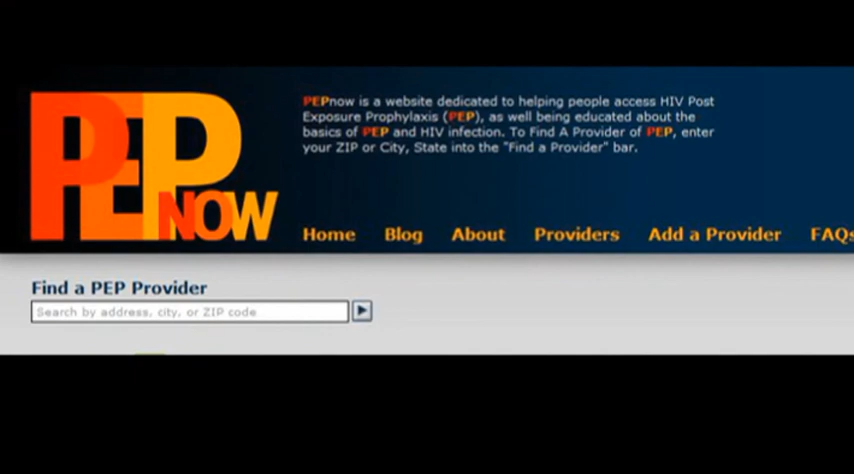 PEP NOW
PEPnow is a website dedicated to helping people access HIV Post
Exposure Prophylaxis (PEP), as well being educated about the
basics of PEP and HIV infection. To Find A Provider of PEP, enter
your ZIP or City, State into the "Find a Provider" bar.
Home Blog About Providers Add a Provider FAQs
Find a PEP Provider
Search by address, city, or ZIP code